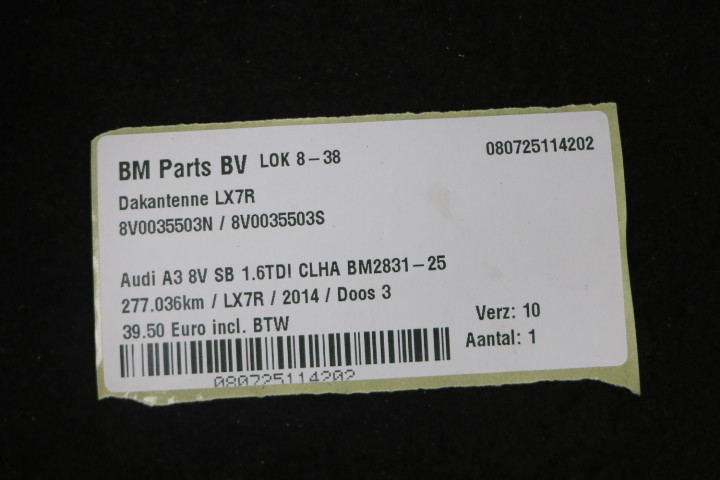 BM Parts BV LOK 8-38 080725114202
Dakantenne LX7R
8V0035503N / 8V0035503S
Audi A3 8V SB 1.6TDI CLHA BM2831-25
277.036km / LX7R / 2014 / Doos 3
39.50 Euro incl. BTW
Verz: 10
Aantal: 1
080725114202